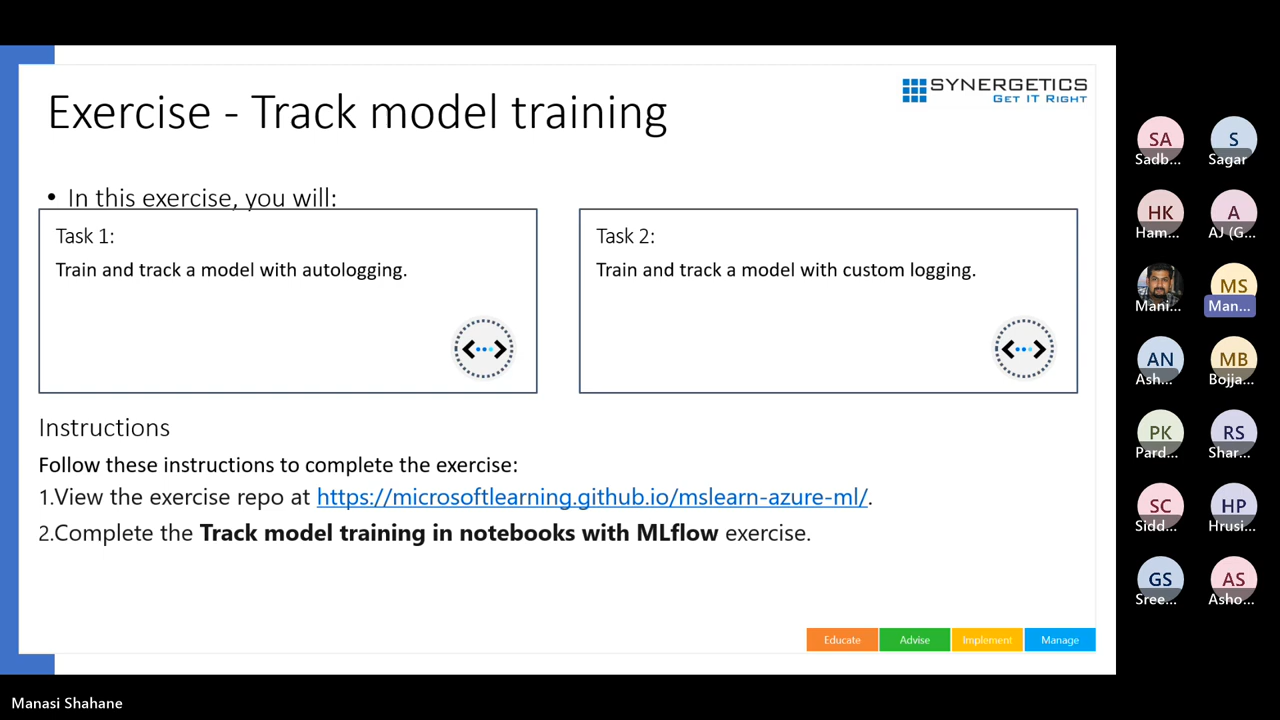 SYNERGETICS
GET IT RIGHT
Exercise - Track model training
• In this exercise, you will:
Task 1:
Train and track a model with autologging.
Task 2:
Train and track a model with custom logging.
Instructions
Follow these instructions to complete the exercise:
1.View the exercise repo at https://microsoftlearning.github.io/mslearn-azure-ml/.
2.Complete the Track model training in notebooks with MLflow exercise.
Educate Advise Implement Manage
SA S
Sadb... Sagar
HK A
Ham... AJ (G...
MS
Mani... Man...
AN MB
Ash... Bojja...
PK RS
Pard... Shar...
SC HP
Sidd... Hrusi...
GS AS
Sree... Asho...
Manasi Shahane